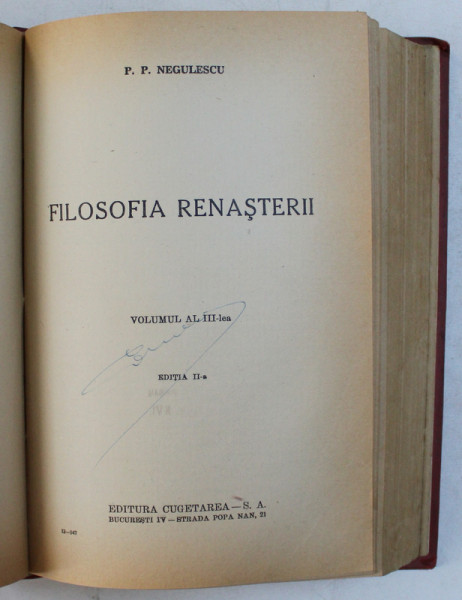 P. P. NEGULESCU
FILOSOFIA RENAȘTERII
VOLUMUL AL III-lea
EDIȚIA II-a
EDITURA CUGETAREA — S. A.
BUCUREȘTI IV — STRADA POPA NAN, 21